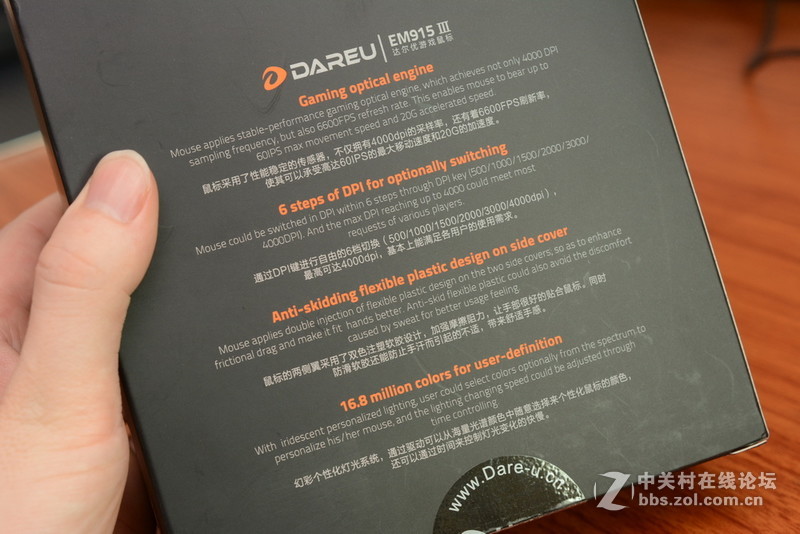 DAREU
EM915 III
达尔优游戏鼠标
Gaming optical engine
Mouse applies stable-performance gaming optical engine, which achieves not only 4000 DPI
sampling frequency, but also 6600FPS refresh rate. This enables mouse to bear up to
60IPS max movement speed and 20G accelerated speed.
鼠标采用了性能稳定的传感器，不仅拥有4000dpi的采样率，还有着6600FPS刷新率，
使其可以承受高达60IPS的最大移动速度和20G的加速度。
6 steps of DPI for optionally switching
Mouse could be switched in DPI within 6 steps through DPI key (500/1000/1500/2000/3000/
4000DPI). And the max DPI reaching up to 4000 could meet most
requests of various players.
通过DPI键进行自由的6档切换（500/1000/1500/2000/3000/4000dpi），
最高可达4000dpi，基本上能满足各用户的使用需求。
Anti-skidding flexible plastic design on side cover
Mouse applies double injection of flexible plastic design on the two side covers, so as to enhance
frictional drag and make it fit hands better. Anti-skid flexible plastic could also avoid the discomfort
caused by sweat for better usage feeling.
鼠标的两侧翼采用了双色注塑软胶设计，加强摩擦阻力，让手部很好的贴合鼠标。同时
防滑软胶还能防止手汗而引起的不适，带来舒适手感。
16.8 million colors for user-definition
With iridescent personalized lighting, user could select colors optionally from the spectrum to
personalize his/her mouse, and the lighting changing speed could be adjusted through
time controlling.
幻彩个性化灯光系统，通过驱动可以从海量光谱颜色中随意选择来个性化鼠标的颜色，
还可以通过时间来控制灯光变化的快慢。
www.Dare-u.cn
中关村在线论坛
bbs.zol.com.cn